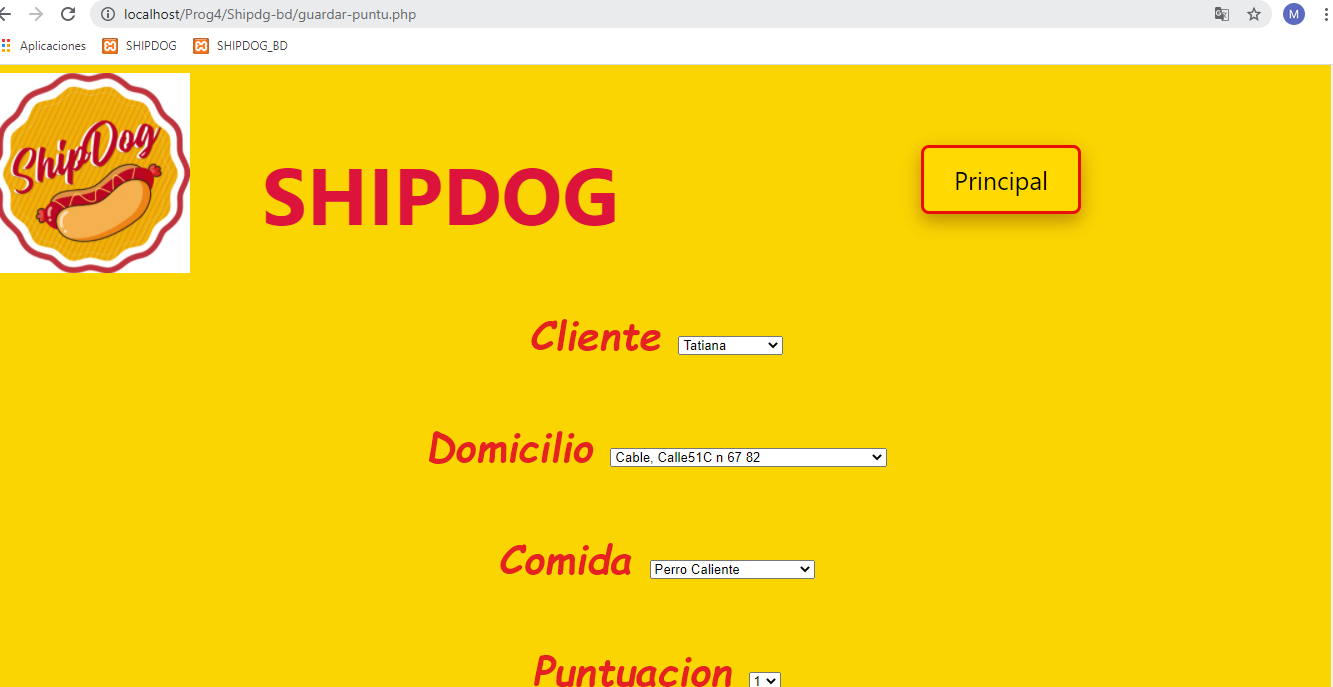 localhost/Prog4/Shipdg-bd/guardar-puntu.php
M
Aplicaciones SHIPDOG SHIPDOG_BD
ShipDog
SHIPDOG
Principal
Cliente Tatiana
Domicilio Cable, Calle51C n 67 82
Comida Perro Caliente
Puntuacion 1